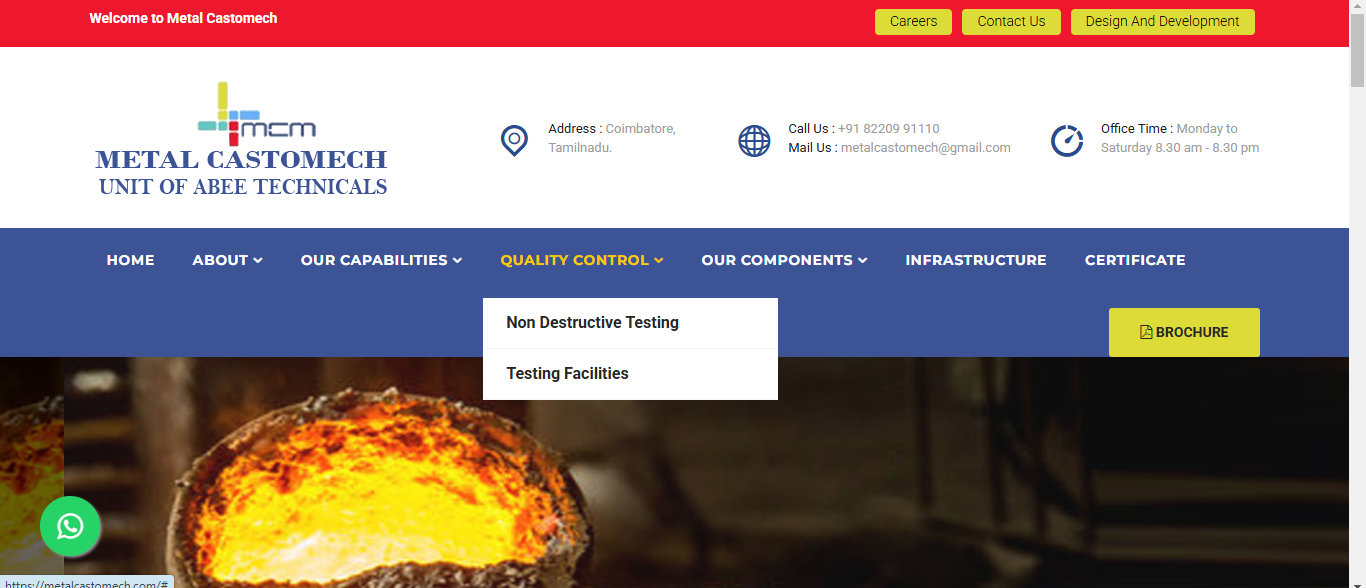 Welcome to Metal Castomech
Careers
Contact Us
Design And Development
mcm
METAL CASTOMECH
UNIT OF ABEE TECHNICALS
Address : Coimbatore,
Tamilnadu.
Call Us : +91 82209 91110
Mail Us : metalcastomech@gmail.com
Office Time : Monday to
Saturday 8.30 am - 8.30 pm
HOME
ABOUT
OUR CAPABILITIES
QUALITY CONTROL
OUR COMPONENTS
INFRASTRUCTURE
CERTIFICATE
Non Destructive Testing
Testing Facilities
BROCHURE
https://metalcastomech.com/#